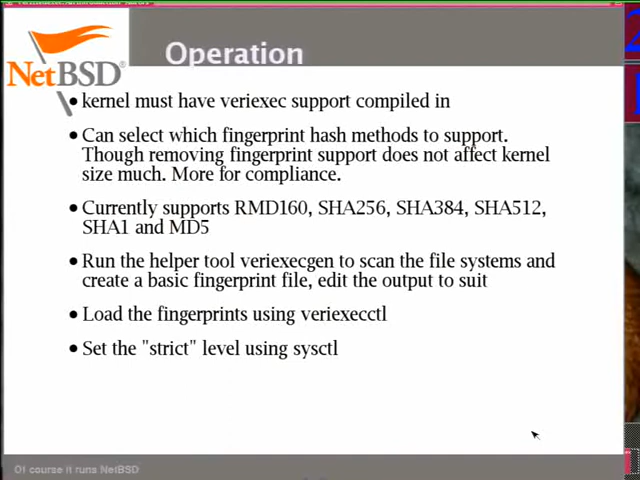 Operation
NetBSD®
• kernel must have veriexec support compiled in
• Can select which fingerprint hash methods to support.
Though removing fingerprint support does not affect kernel
size much. More for compliance.
• Currently supports RMD160, SHA256, SHA384, SHA512,
SHA1 and MD5
• Run the helper tool veriexecgen to scan the file systems and
create a basic fingerprint file, edit the output to suit
• Load the fingerprints using veriexecctl
• Set the "strict" level using sysctl
Of course it runs NetBSD